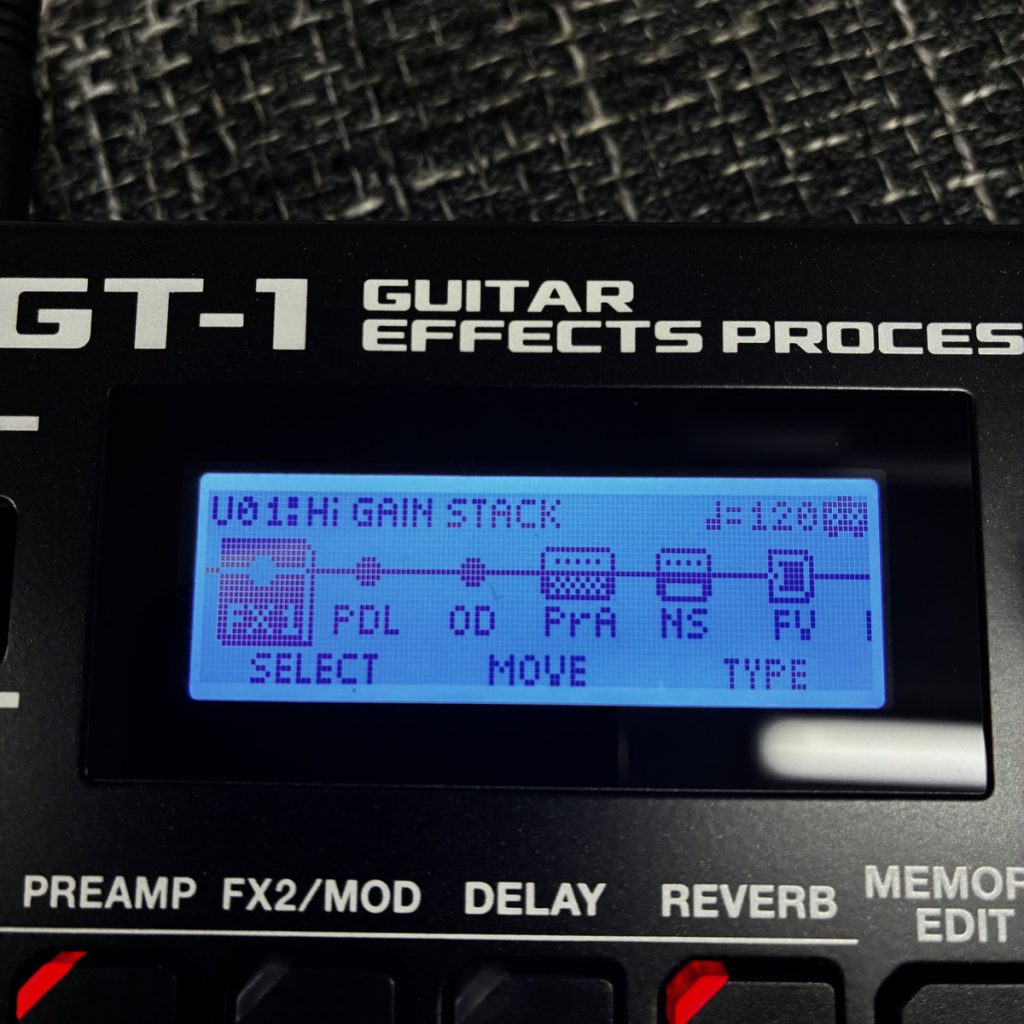 GT-1 GUITAR
EFFECTS PROCES
U01:Hi GAIN STACK ♩=120
FX1 PDL OD PrA NS FV
SELECT MOVE TYPE
PREAMP FX2/MOD DELAY REVERB MEMOR
EDIT